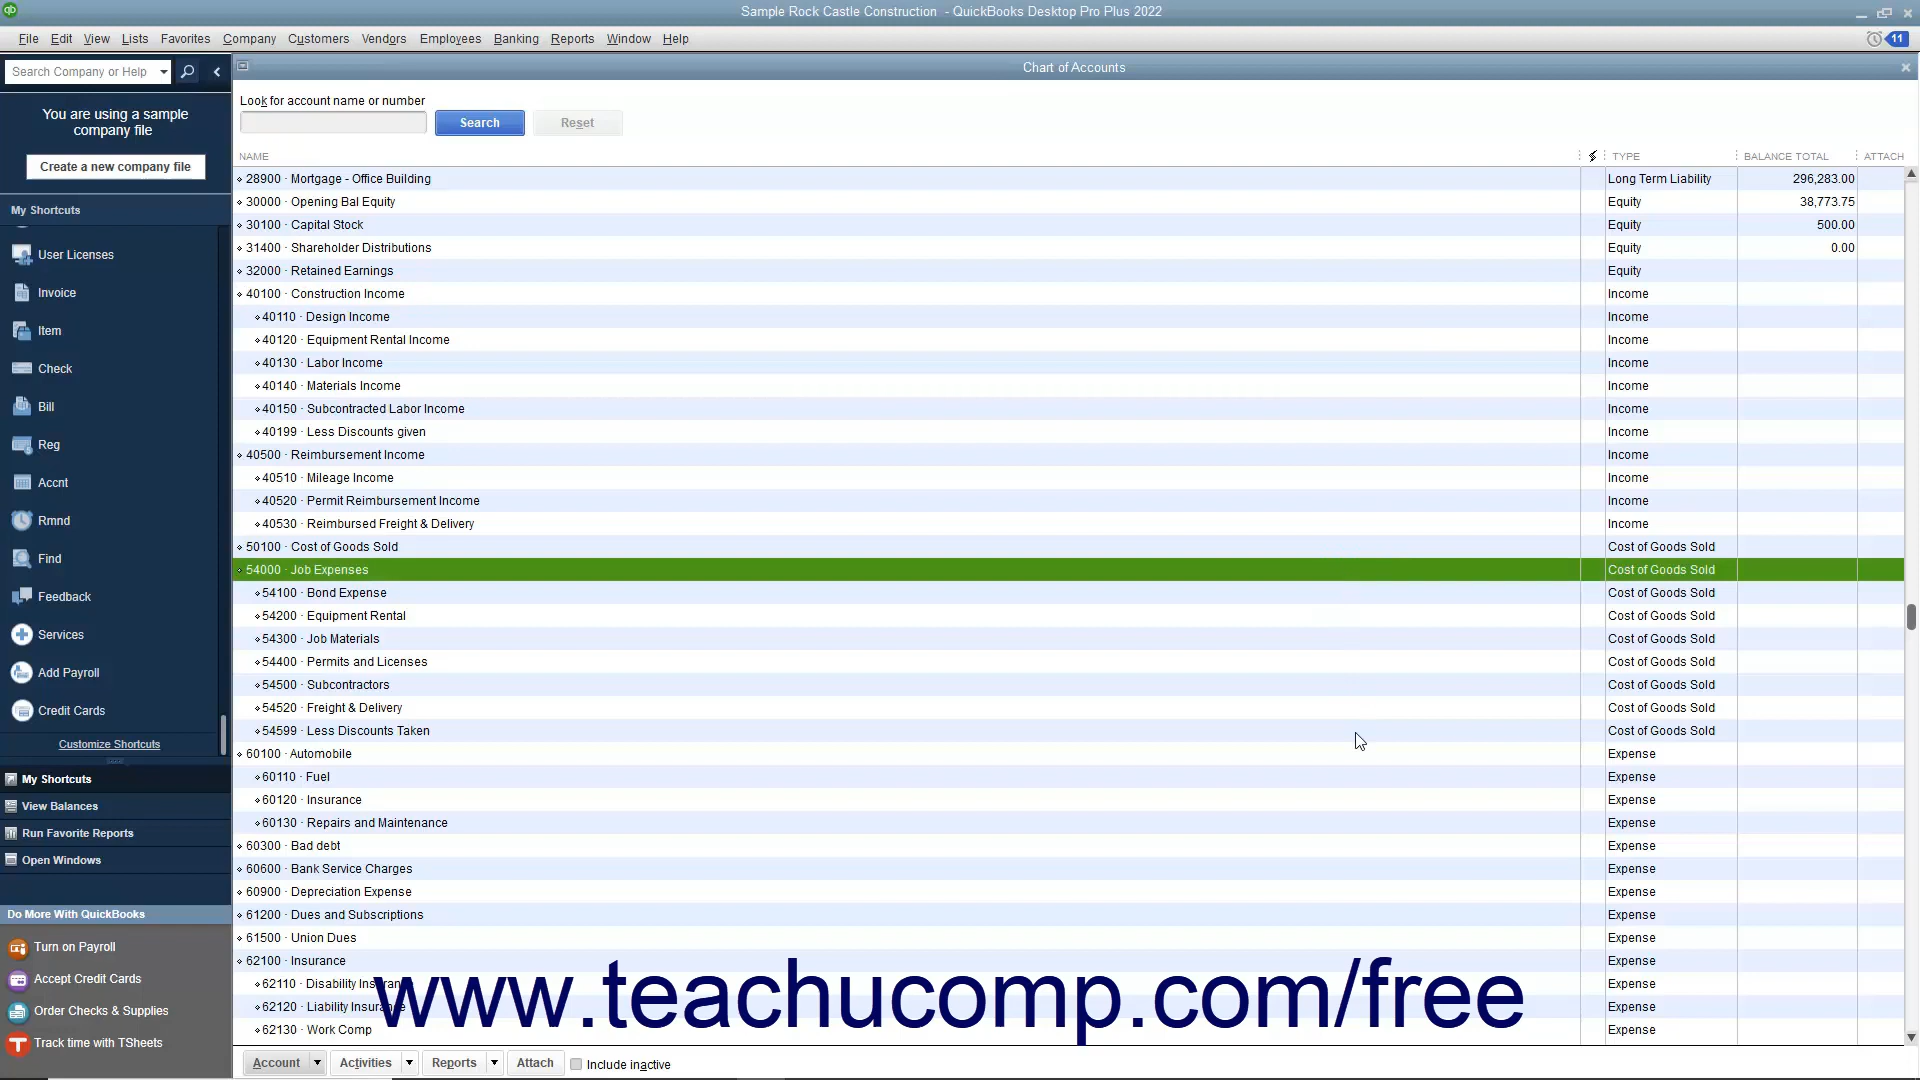 Sample Rock Castle Construction - QuickBooks Desktop Pro Plus 2022
File Edit View Lists Favorites Company Customers Vendors Employees Banking Reports Window Help
11
Search Company or Help
Chart of Accounts
You are using a sample
company file
Create a new company file
My Shortcuts
User Licenses
Invoice
Item
Check
Bill
Reg
Accnt
Rmnd
Find
Feedback
Services
Add Payroll
Credit Cards
Customize Shortcuts
My Shortcuts
View Balances
Run Favorite Reports
Open Windows
Do More With QuickBooks
Turn on Payroll
Accept Credit Cards
Order Checks & Supplies
Track time with TSheets
Look for account name or number
Search Reset
NAME TYPE BALANCE TOTAL ATTACH
28900 · Mortgage - Office Building Long Term Liability 296,283.00
30000 · Opening Bal Equity Equity 38,773.75
30100 · Capital Stock Equity 500.00
31400 · Shareholder Distributions Equity 0.00
32000 · Retained Earnings Equity
40100 · Construction Income Income
40110 · Design Income Income
40120 · Equipment Rental Income Income
40130 · Labor Income Income
40140 · Materials Income Income
40150 · Subcontracted Labor Income Income
40199 · Less Discounts given Income
40500 · Reimbursement Income Income
40510 · Mileage Income Income
40520 · Permit Reimbursement Income Income
40530 · Reimbursed Freight & Delivery Income
50100 · Cost of Goods Sold Cost of Goods Sold
54000 · Job Expenses Cost of Goods Sold
54100 · Bond Expense Cost of Goods Sold
54200 · Equipment Rental Cost of Goods Sold
54300 · Job Materials Cost of Goods Sold
54400 · Permits and Licenses Cost of Goods Sold
54500 · Subcontractors Cost of Goods Sold
54520 · Freight & Delivery Cost of Goods Sold
54599 · Less Discounts Taken Cost of Goods Sold
60100 · Automobile Expense
60110 · Fuel Expense
60120 · Insurance Expense
60130 · Repairs and Maintenance Expense
60300 · Bad debt Expense
60600 · Bank Service Charges Expense
60900 · Depreciation Expense Expense
61200 · Dues and Subscriptions Expense
61500 · Union Dues Expense
62100 · Insurance Expense
62110 · Disability Insurance Expense
62120 · Liability Insurance Expense
62130 · Work Comp Expense
www.teachucomp.com/free
Account Activities Reports Attach Include inactive